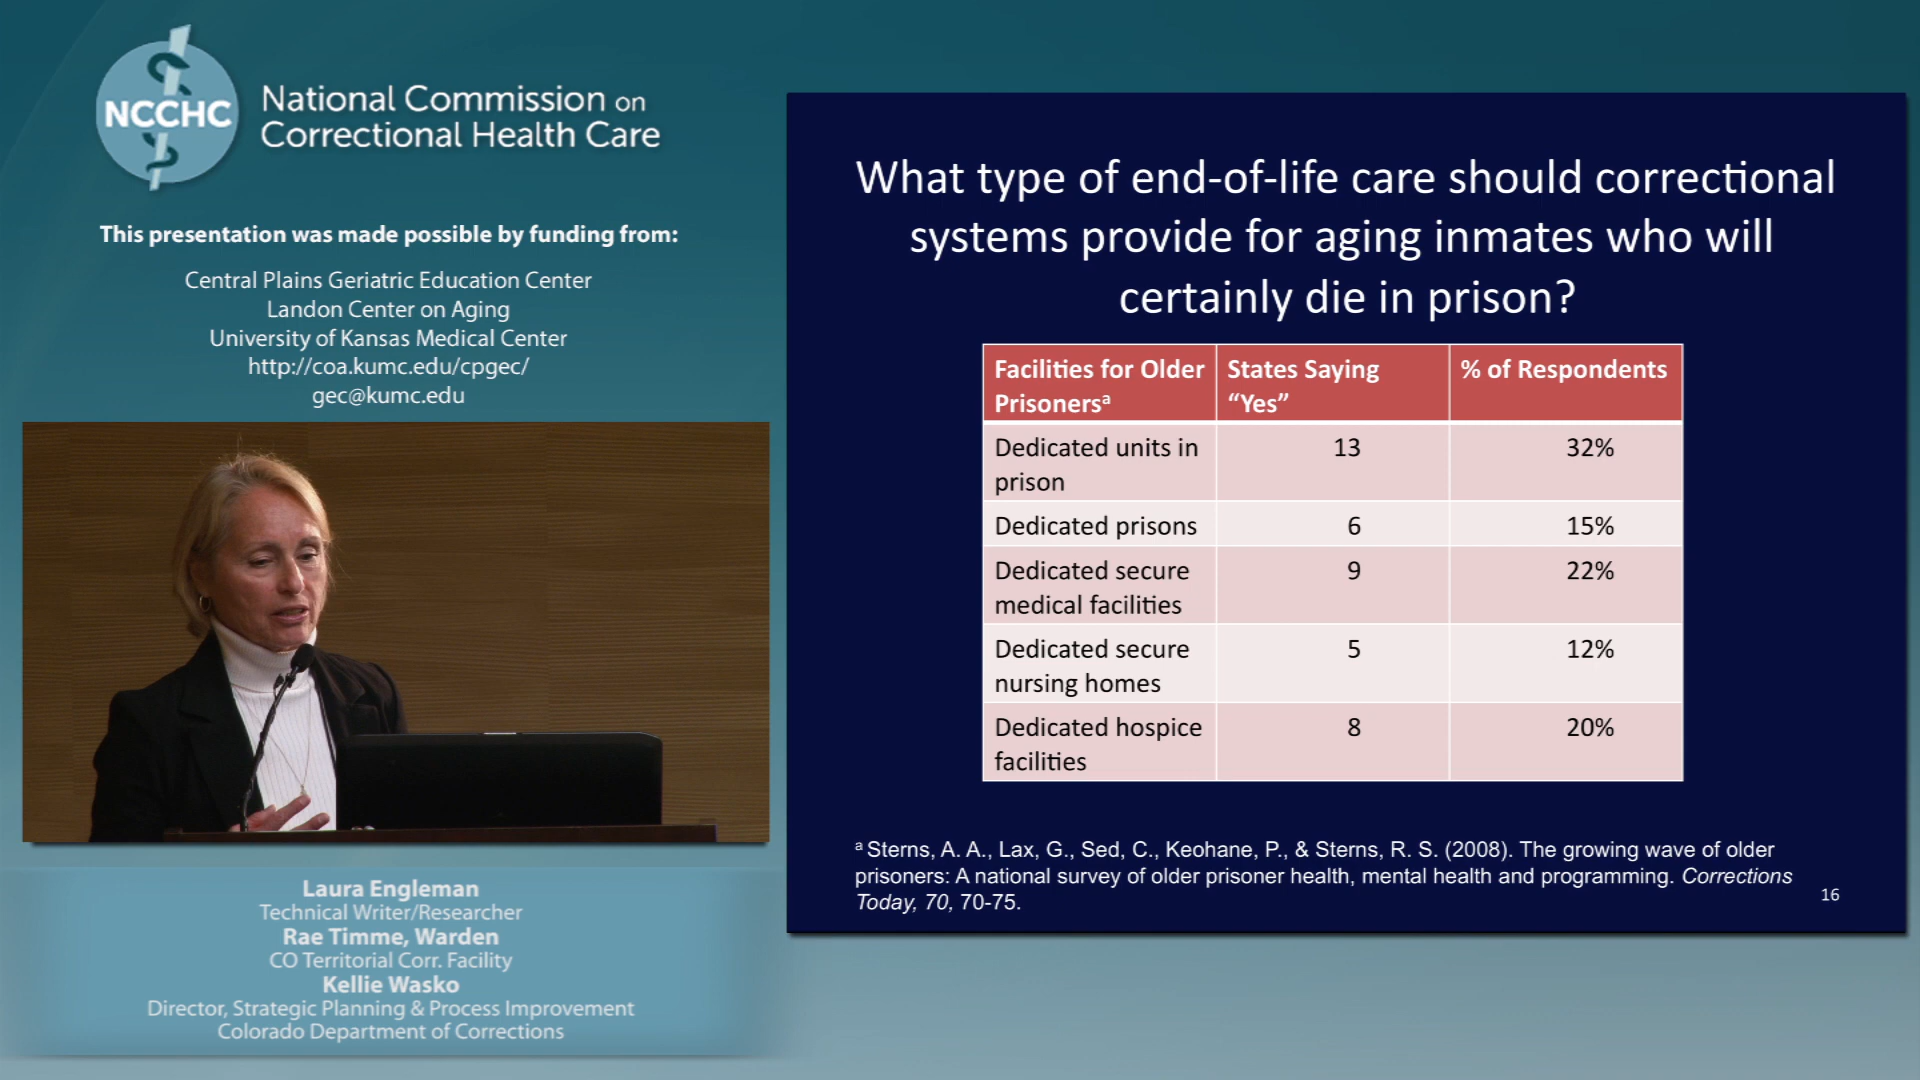 NCCHC
National Commission on
Correctional Health Care
This presentation was made possible by funding from:
Central Plains Geriatric Education Center
Landon Center on Aging
University of Kansas Medical Center
http://coa.kumc.edu/cpgec/
gec@kumc.edu
Laura Engleman
Technical Writer/Researcher
Rae Timme, Warden
CO Territorial Corr. Facility
Kellie Wasko
Director, Strategic Planning & Process Improvement
Colorado Department of Corrections
What type of end-of-life care should correctional
systems provide for aging inmates who will
certainly die in prison?
Facilities for Older Prisonersᵃ States Saying “Yes” % of Respondents
Dedicated units in prison 13 32%
Dedicated prisons 6 15%
Dedicated secure medical facilities 9 22%
Dedicated secure nursing homes 5 12%
Dedicated hospice facilities 8 20%
ᵃ Sterns, A. A., Lax, G., Sed, C., Keohane, P., & Sterns, R. S. (2008). The growing wave of older
prisoners: A national survey of older prisoner health, mental health and programming. Corrections
Today, 70, 70-75.
16